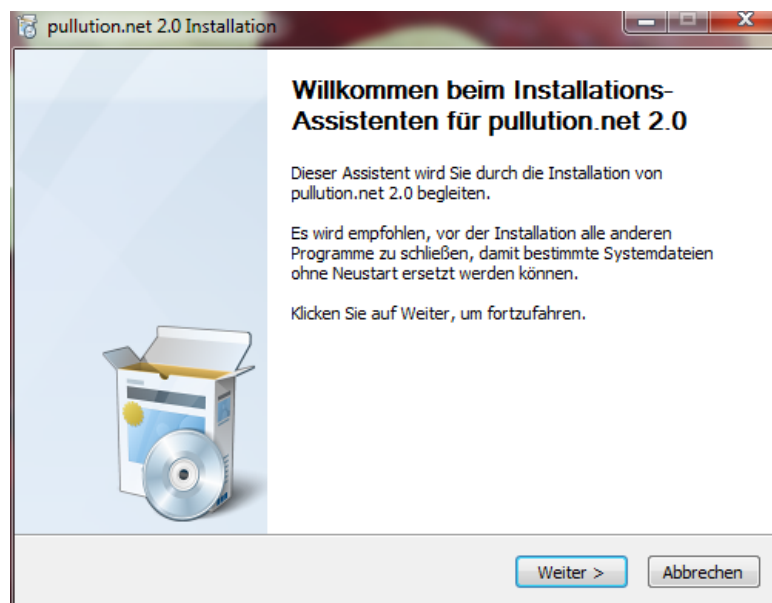 pullution.net 2.0 Installation
Willkommen beim Installations-
Assistenten für pullution.net 2.0
Dieser Assistent wird Sie durch die Installation von
pullution.net 2.0 begleiten.
Es wird empfohlen, vor der Installation alle anderen
Programme zu schließen, damit bestimmte Systemdateien
ohne Neustart ersetzt werden können.
Klicken Sie auf Weiter, um fortzufahren.
Weiter >
Abbrechen